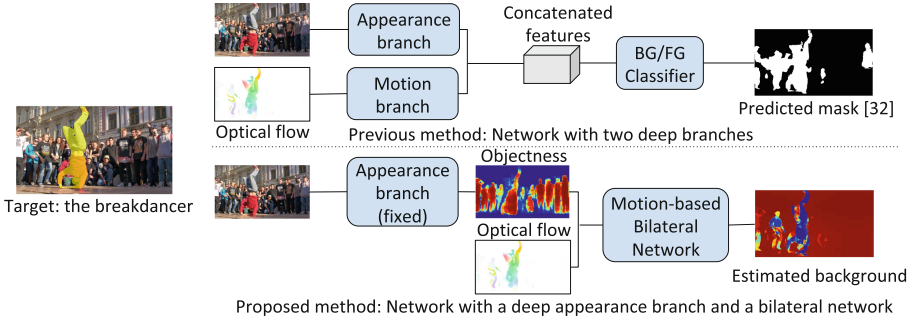 Appearance
branch
Concatenated
features
BG/FG
Classifier
Motion
branch
Optical flow
Predicted mask [32]
Previous method: Network with two deep branches
Target: the breakdancer
Appearance
branch
(fixed)
Objectness
Optical flow
Motion-based
Bilateral
Network
Estimated background
Proposed method: Network with a deep appearance branch and a bilateral network